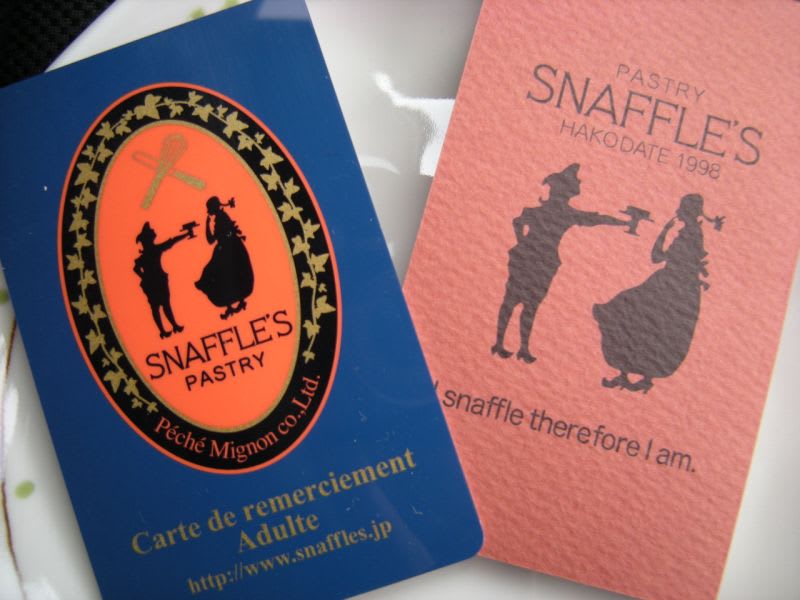 SNAFFLE'S
PASTRY
Péché Mignon co.,Ltd.
Carte de remerciement
Adulte
http://www.snaffles.jp
PASTRY
SNAFFLE'S
HAKODATE 1998
I snaffle therefore I am.